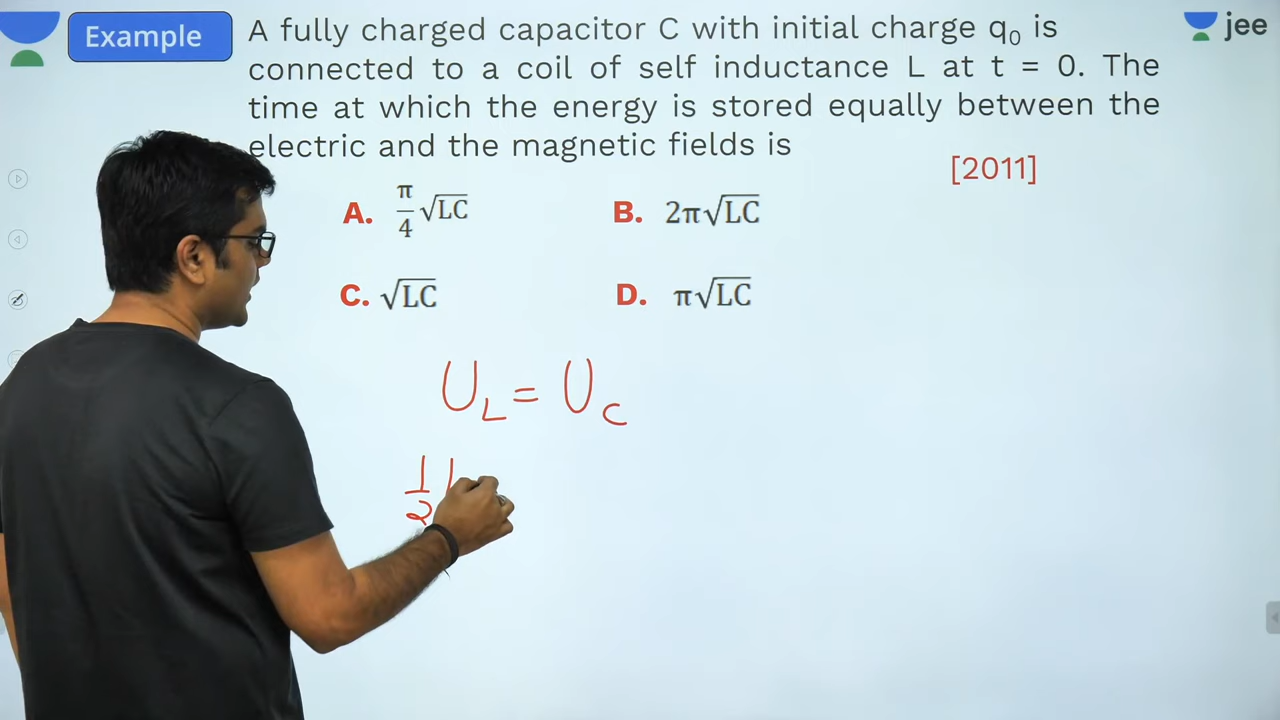 Example
A fully charged capacitor C with initial charge q₀ is
connected to a coil of self inductance L at t = 0. The
time at which the energy is stored equally between the
electric and the magnetic fields is
[2011]
A. π/4 √LC
B. 2π√LC
C. √LC
D. π√LC
U_L = U_C
1/2 L
jee